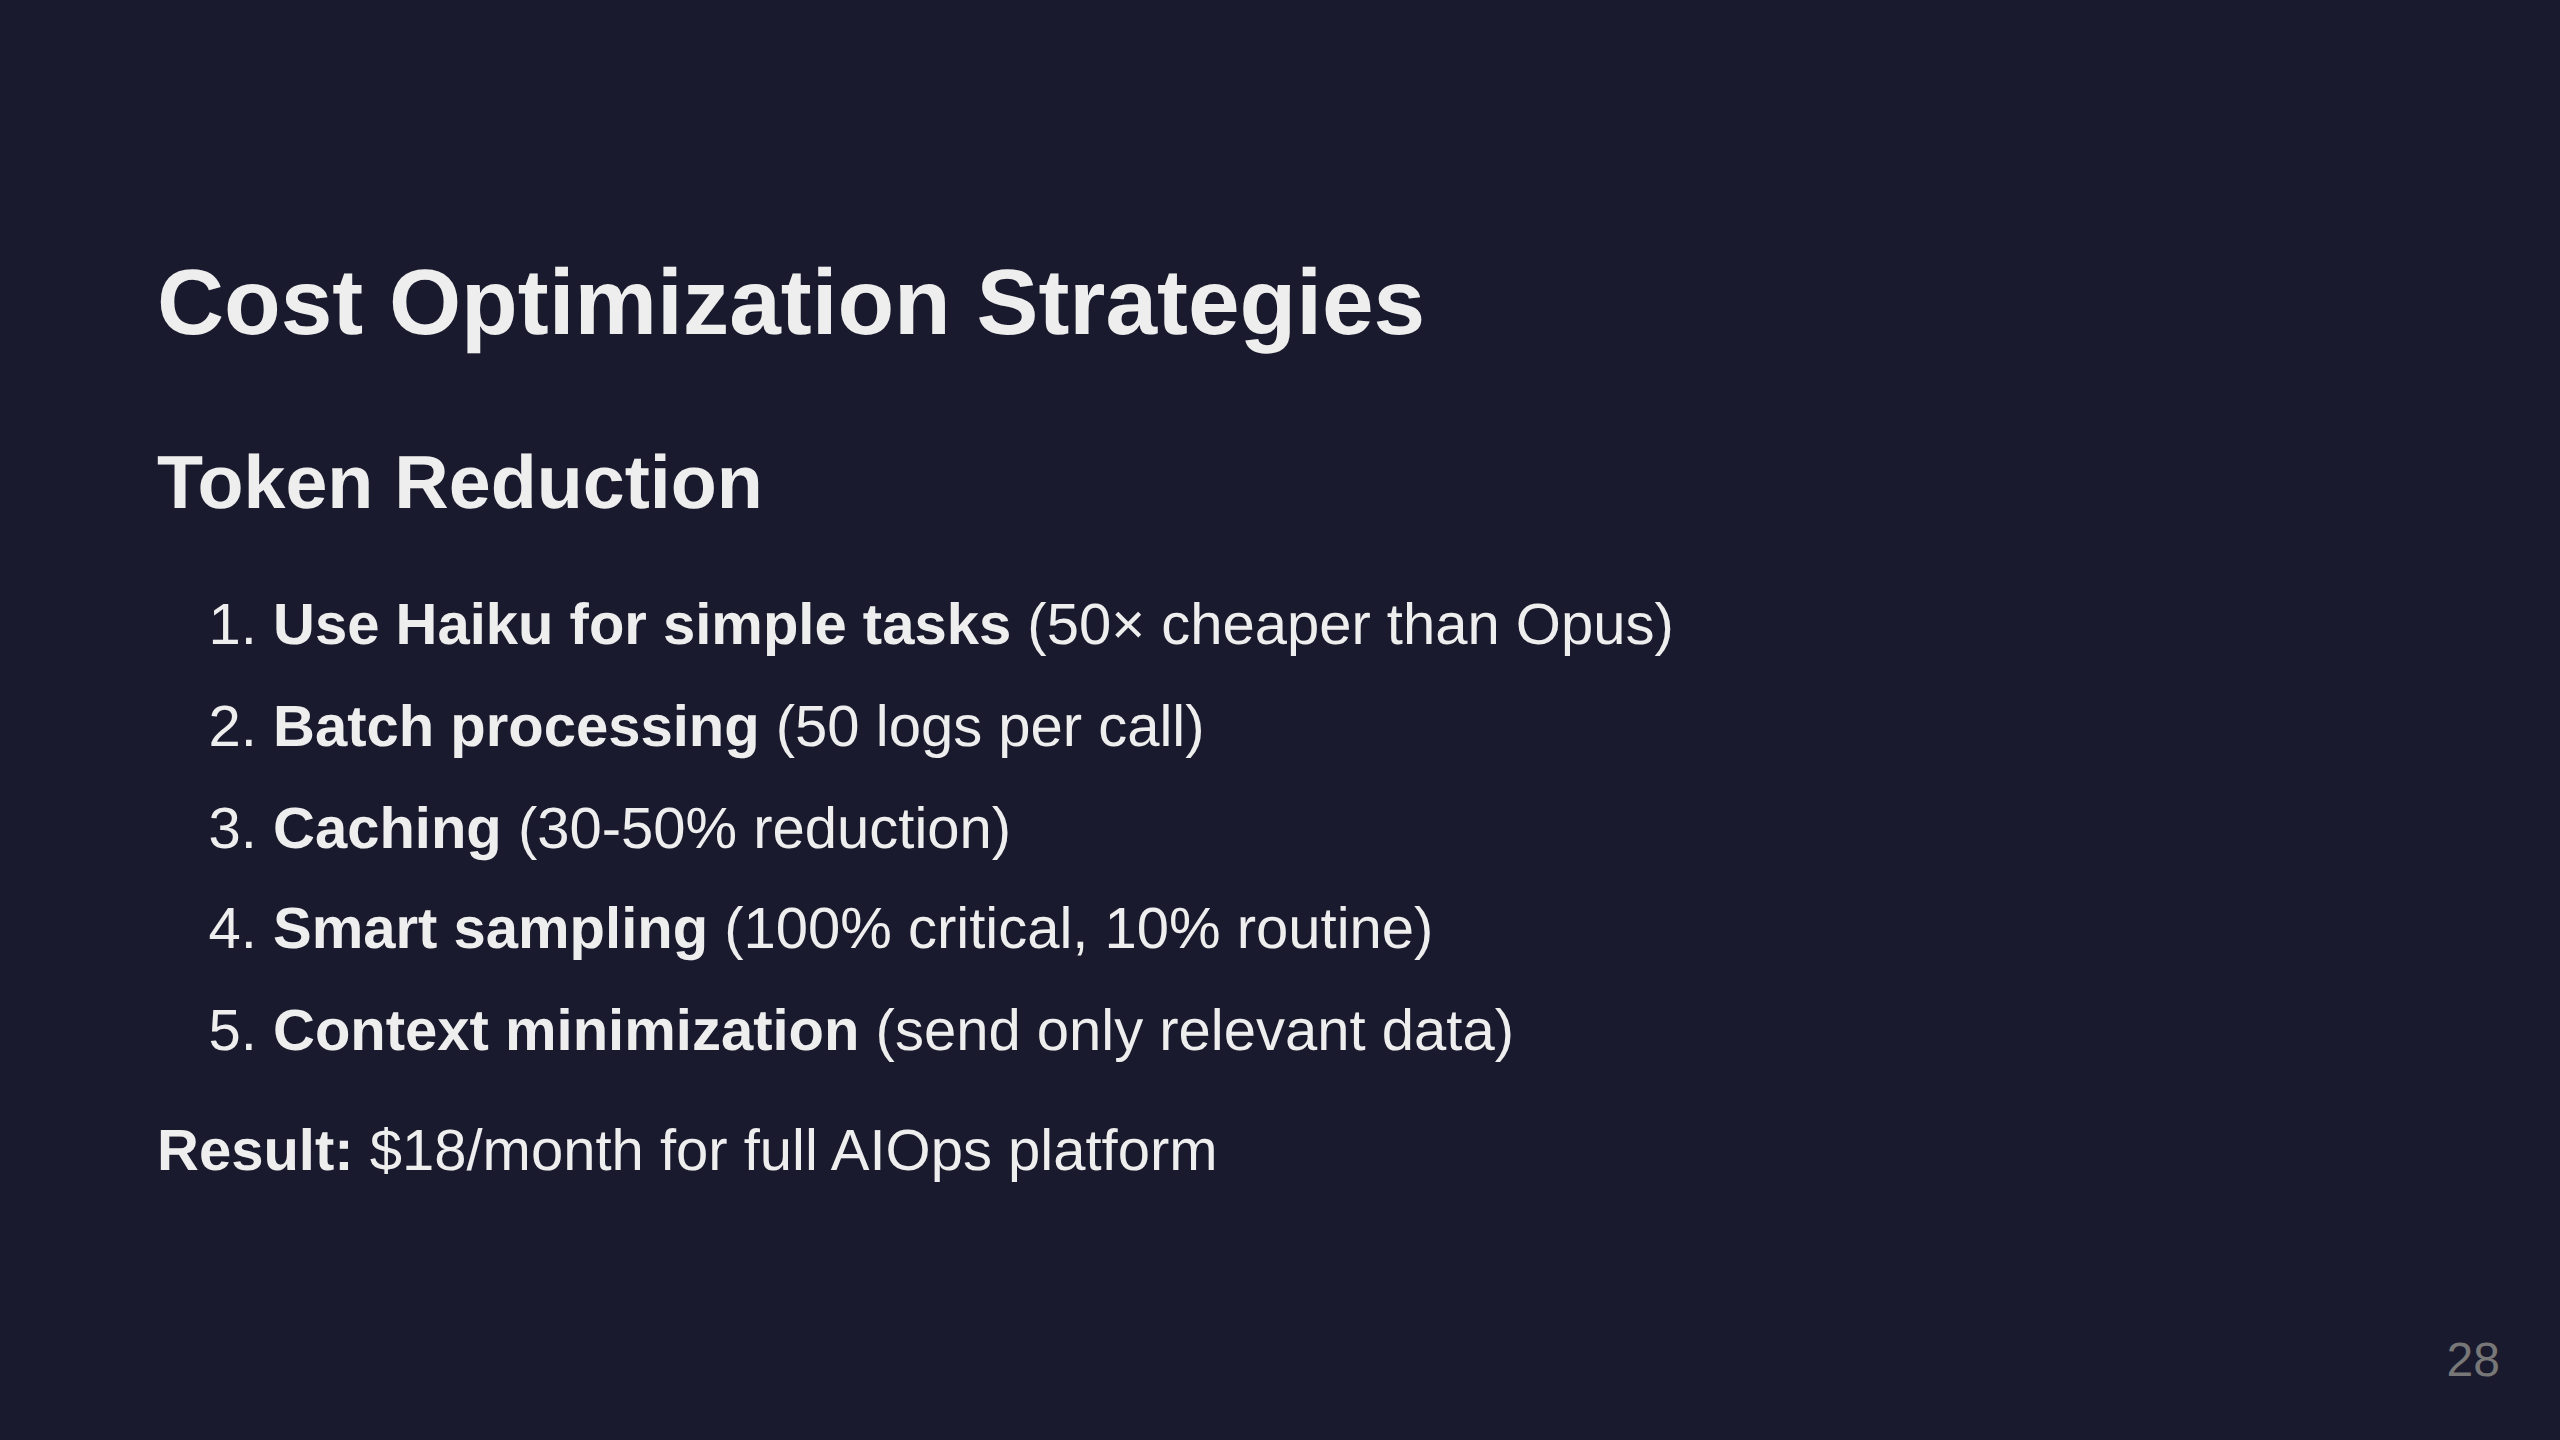 Cost Optimization Strategies
Token Reduction
1. Use Haiku for simple tasks (50× cheaper than Opus)
2. Batch processing (50 logs per call)
3. Caching (30-50% reduction)
4. Smart sampling (100% critical, 10% routine)
5. Context minimization (send only relevant data)
Result: $18/month for full AIOps platform
28